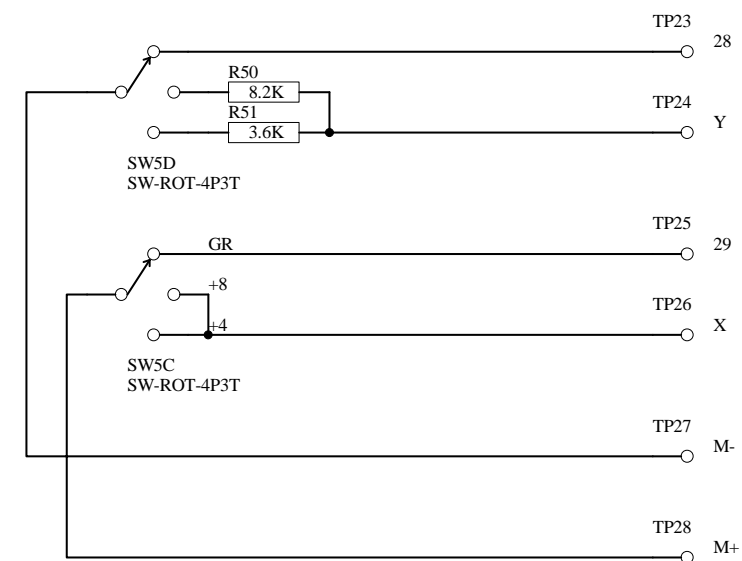 TP23
28
R50
8.2K
TP24
R51
Y
3.6K
SW5D
SW-ROT-4P3T
TP25
GR
29
+8
TP26
+4
X
SW5C
SW-ROT-4P3T
TP27
M-
TP28
M+